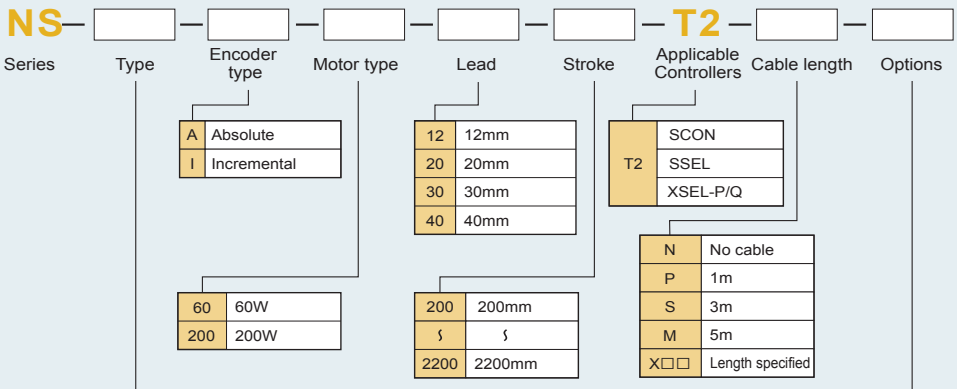 NS – □ – □ – □ – □ – □ – T2 – □ – □
Series Type Encoder type Motor type Lead Stroke Applicable Controllers Cable length Options
A Absolute
I Incremental
12 12mm
20 20mm
30 30mm
40 40mm
T2 SCON
SSEL
XSEL-P/Q
N No cable
P 1m
S 3m
M 5m
X□□ Length specified
60 60W
200 200W
200 200mm
∫ ∫
2200 2200mm